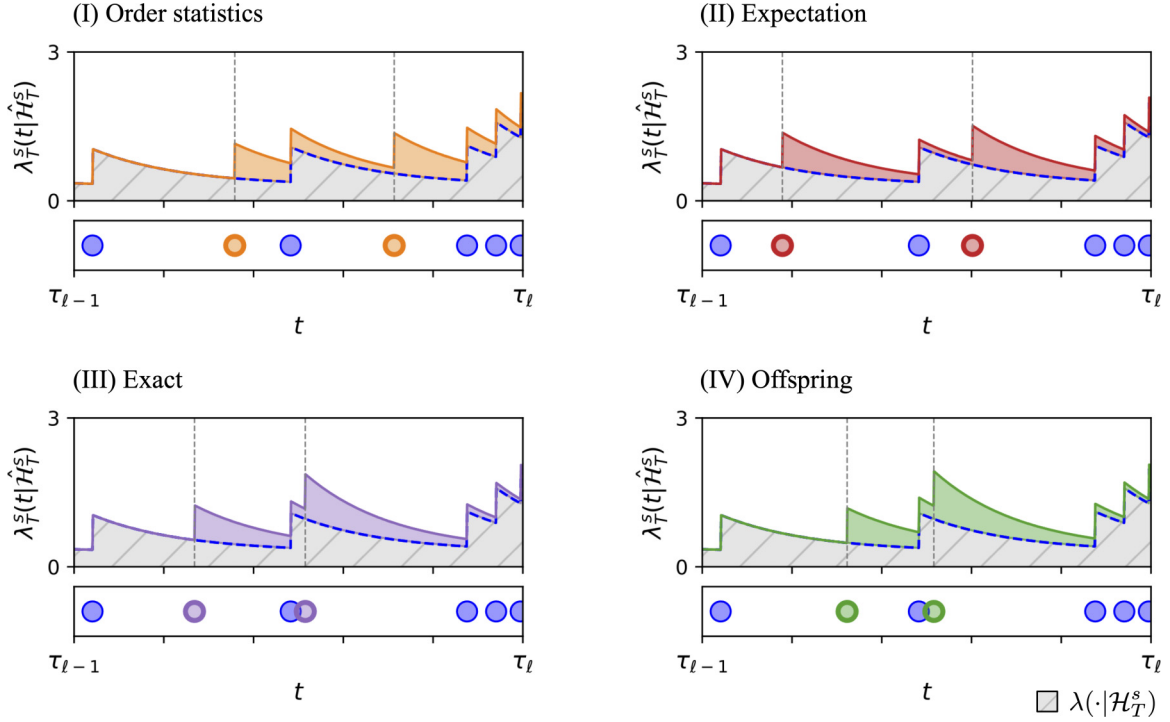 (I) Order statistics
(II) Expectation
3
λ_T^s(t|Ĥ_T^s)
0
τ_{ℓ−1}
τ_ℓ
t
3
λ_T^s(t|Ĥ_T^s)
0
τ_{ℓ−1}
τ_ℓ
t
(III) Exact
(IV) Offspring
3
λ_T^s(t|Ĥ_T^s)
0
τ_{ℓ−1}
τ_ℓ
t
3
λ_T^s(t|Ĥ_T^s)
0
τ_{ℓ−1}
τ_ℓ
t
λ(·|H_T^s)